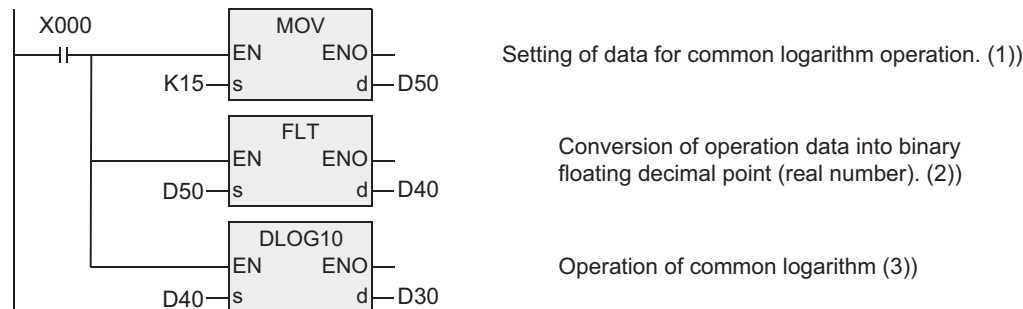 X000
MOV
EN ENO
K15 s d D50
Setting of data for common logarithm operation. (1))
FLT
EN ENO
D50 s d D40
Conversion of operation data into binary
floating decimal point (real number). (2))
DLOG10
EN ENO
D40 s d D30
Operation of common logarithm (3))